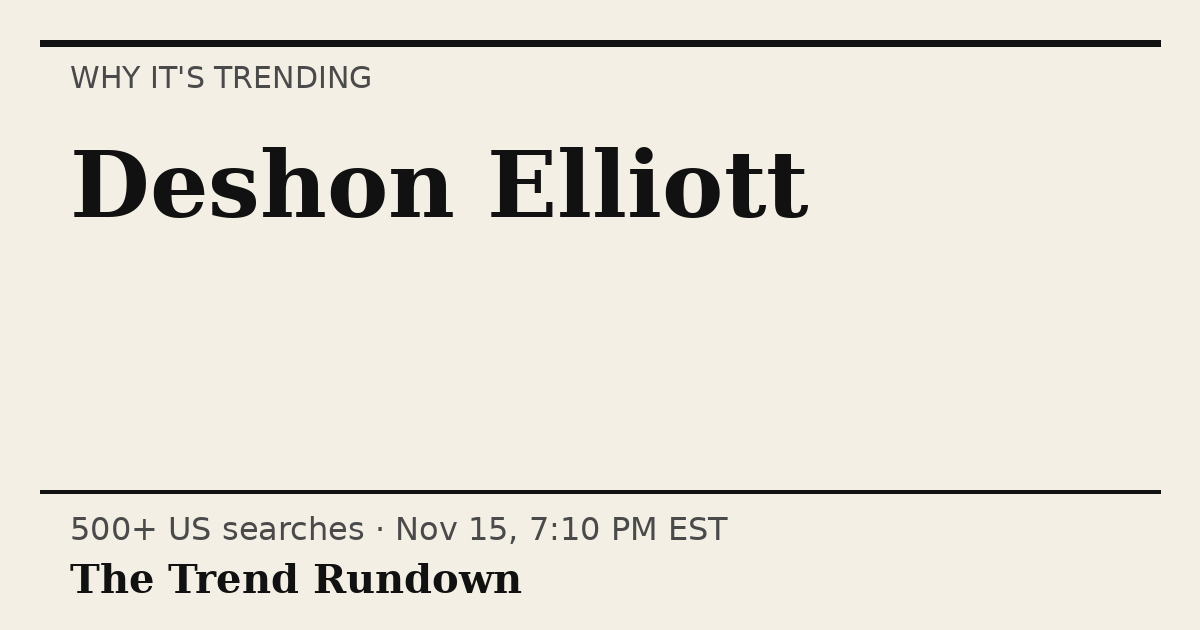 WHY IT'S TRENDING
Deshon Elliott
500+ US searches · Nov 15, 7:10 PM EST
The Trend Rundown